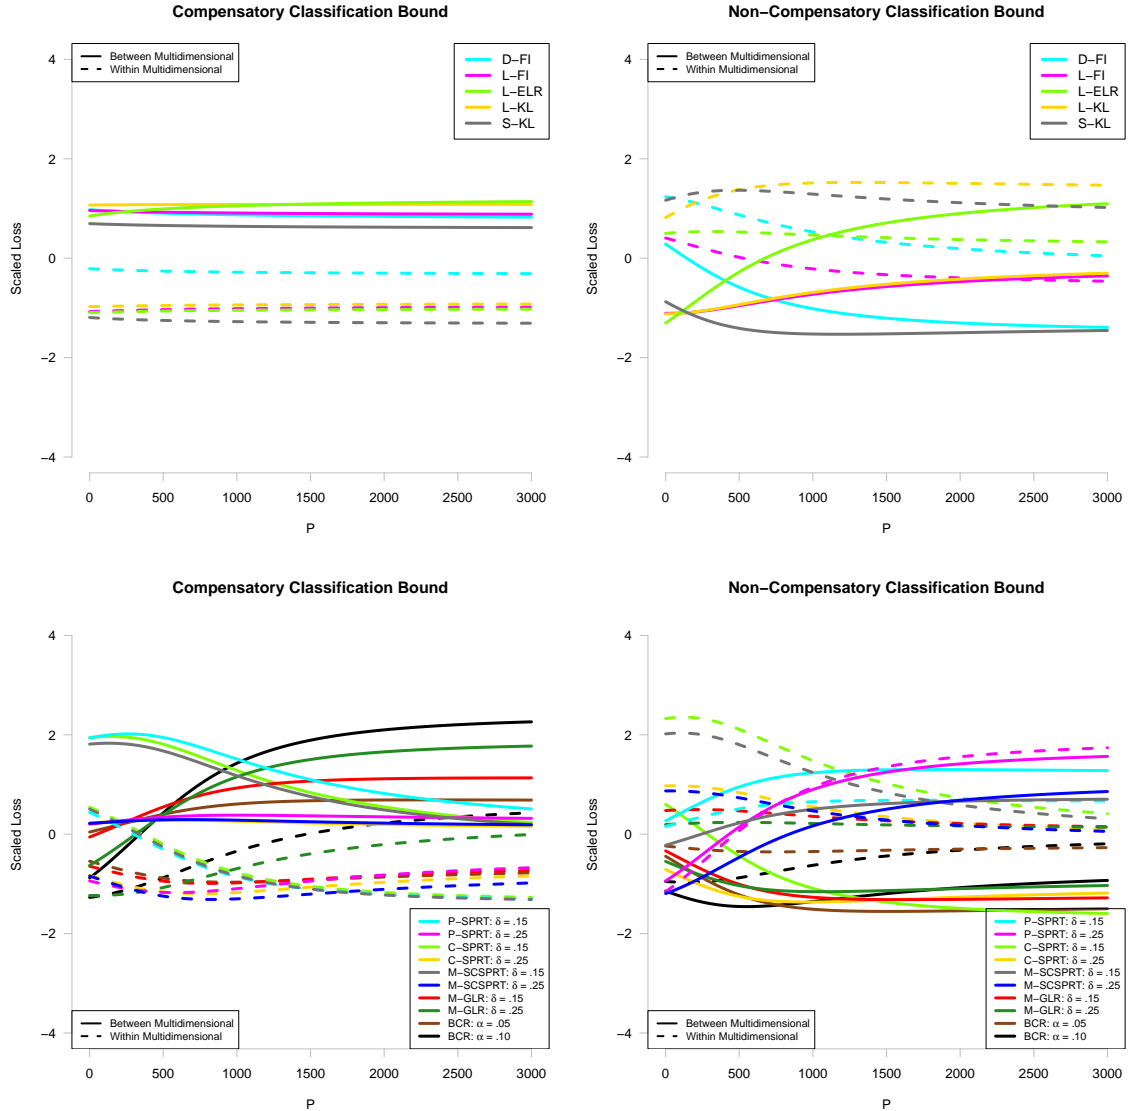 Compensatory Classification Bound
Between Multidimensional
Within Multidimensional
D−FI
L−FI
L−ELR
L−KL
S−KL
4
2
0
−2
−4
Scaled Loss
0 500 1000 1500 2000 2500 3000
P
Non−Compensatory Classification Bound
Between Multidimensional
Within Multidimensional
D−FI
L−FI
L−ELR
L−KL
S−KL
4
2
0
−2
−4
Scaled Loss
0 500 1000 1500 2000 2500 3000
P
Compensatory Classification Bound
4
2
0
−2
−4
Scaled Loss
P−SPRT: δ = .15
P−SPRT: δ = .25
C−SPRT: δ = .15
C−SPRT: δ = .25
M−SCSPRT: δ = .15
M−SCSPRT: δ = .25
M−GLR: δ = .15
M−GLR: δ = .25
BCR: α = .05
BCR: α = .10
Between Multidimensional
Within Multidimensional
0 500 1000 1500 2000 2500 3000
P
Non−Compensatory Classification Bound
4
2
0
−2
−4
Scaled Loss
P−SPRT: δ = .15
P−SPRT: δ = .25
C−SPRT: δ = .15
C−SPRT: δ = .25
M−SCSPRT: δ = .15
M−SCSPRT: δ = .25
M−GLR: δ = .15
M−GLR: δ = .25
BCR: α = .05
BCR: α = .10
Between Multidimensional
Within Multidimensional
0 500 1000 1500 2000 2500 3000
P